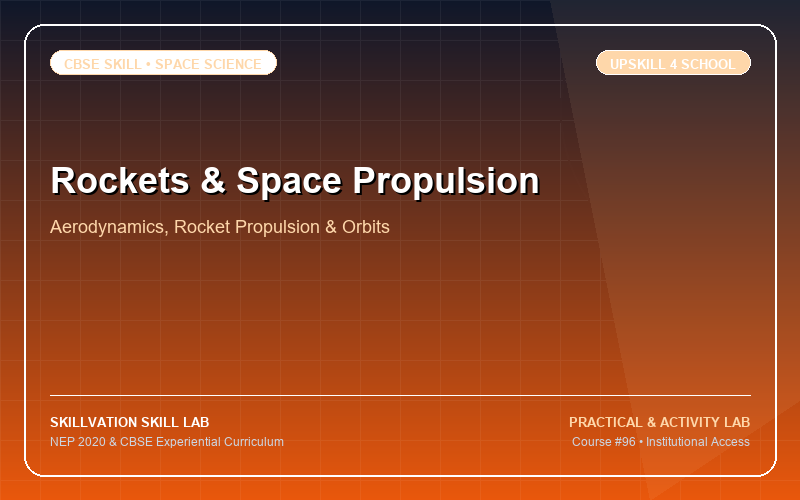 CBSE SKILL • SPACE SCIENCE
UPSKILL 4 SCHOOL
Rockets & Space Propulsion
Aerodynamics, Rocket Propulsion & Orbits
SKILLVATION SKILL LAB
NEP 2020 & CBSE Experiential Curriculum
PRACTICAL & ACTIVITY LAB
Course #96 • Institutional Access